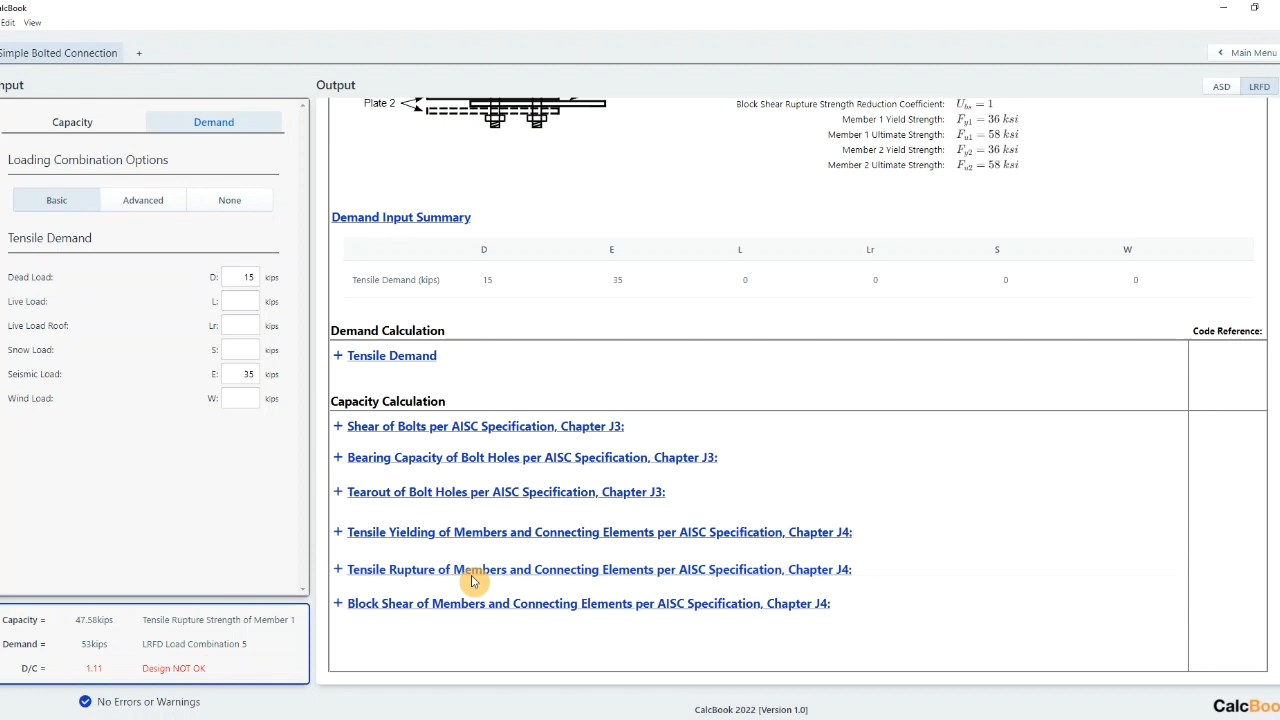 alcBook
Edit View
Simple Bolted Connection +
Main Menu
nput
Output
ASD LRFD
Capacity Demand
Loading Combination Options
Basic Advanced None
Tensile Demand
Dead Load: D: 15 kips
Live Load: L: kips
Live Load Roof: Lr: kips
Snow Load: S: kips
Seismic Load: E: 35 kips
Wind Load: W: kips
Capacity = 47.58kips Tensile Rupture Strength of Member 1
Demand = 53kips LRFD Load Combination 5
D/C = 1.11 Design NOT OK
No Errors or Warnings
Plate 2
Block Shear Rupture Strength Reduction Coefficient: Ubs = 1
Member 1 Yield Strength: Fy1 = 36 ksi
Member 1 Ultimate Strength: Fu1 = 58 ksi
Member 2 Yield Strength: Fy2 = 36 ksi
Member 2 Ultimate Strength: Fu2 = 58 ksi
Demand Input Summary
D E L Lr S W
Tensile Demand (kips) 15 35 0 0 0 0
Demand Calculation Code Reference:
+ Tensile Demand
Capacity Calculation
+ Shear of Bolts per AISC Specification, Chapter J3:
+ Bearing Capacity of Bolt Holes per AISC Specification, Chapter J3:
+ Tearout of Bolt Holes per AISC Specification, Chapter J3:
+ Tensile Yielding of Members and Connecting Elements per AISC Specification, Chapter J4:
+ Tensile Rupture of Members and Connecting Elements per AISC Specification, Chapter J4:
+ Block Shear of Members and Connecting Elements per AISC Specification, Chapter J4:
CalcBook 2022 [Version 1.0]
CalcBoo